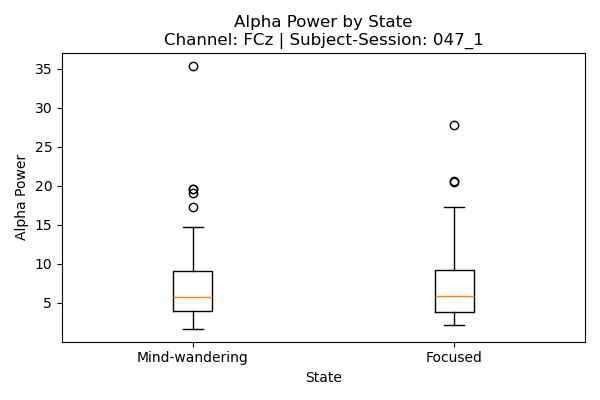 Alpha Power by State
Channel: FCz | Subject-Session: 047_1
35
30
25
20
15
10
5
Alpha Power
Mind-wandering
Focused
State